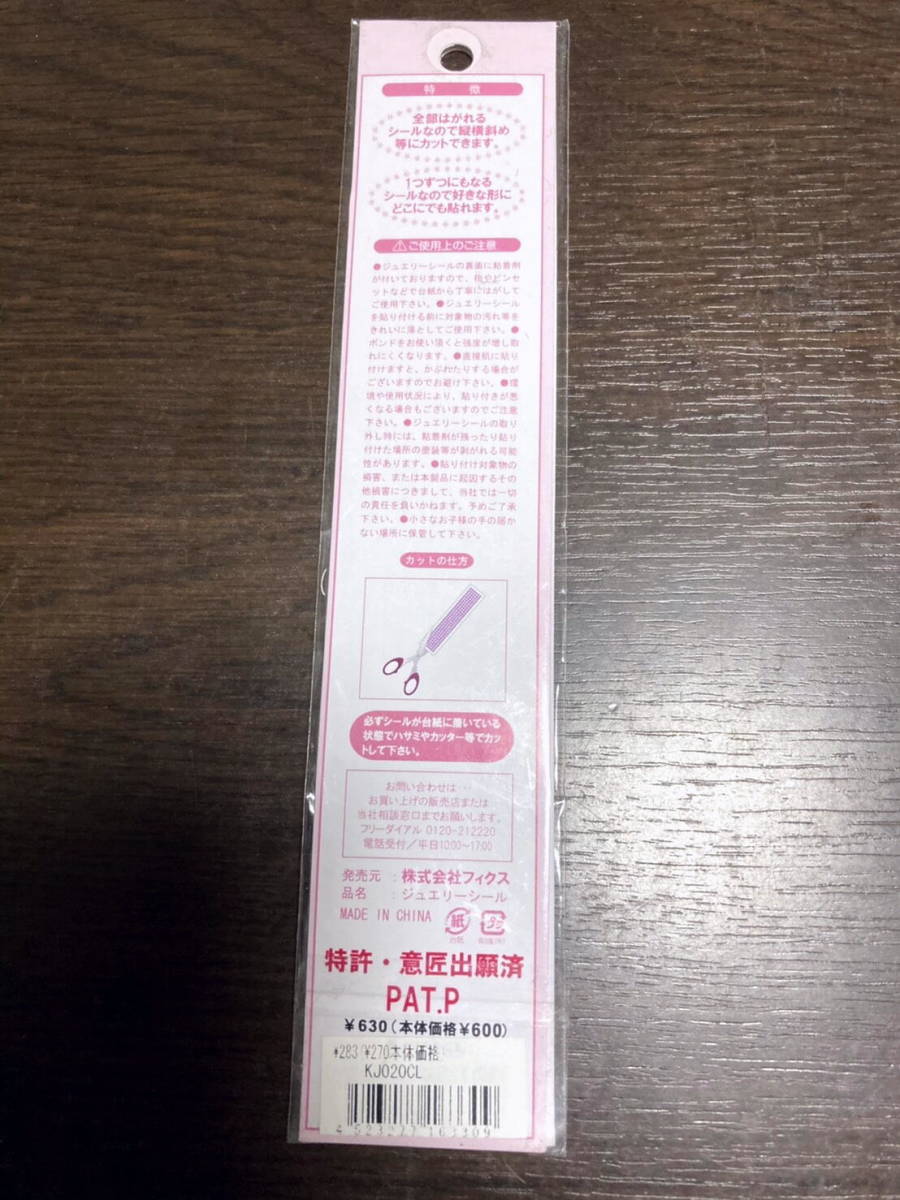 特 徴
全部はがれる
シールなので縦横斜め
等にカットできます。
1つずつにもなる
シールなので好きな形に
どこにでも貼れます。
⚠ご使用上のご注意
●ジュエリーシールの裏面に粘着剤
が付いておりますので、指やピンセ
ットなどで台紙から丁寧にはがして
ご使用下さい。●ジュエリーシール
を貼り付ける前に対象物の汚れ等を
きれいに落としてご使用下さい。●
ボンドをお使い頂くと強度が増し取
れにくくなります。●直接肌に貼り
付けますと、かぶれたりする場合が
ございますのでお避け下さい。●環
境や使用状況により、貼り付きが悪
くなる場合もございますのでご注意
下さい。●ジュエリーシールの取り
外し時には、粘着剤が残ったり貼り
付けた場所の塗装等が剥がれる可能
性があります。●貼り付け対象物の
損害、または本製品に起因するその
他損害につきまして、当社では一切
の責任を負いかねます。予めご了承
下さい。●小さなお子様の手の届か
ない場所に保管して下さい。
カットの仕方
必ずシールが台紙に着いている
状態でハサミやカッター等でカッ
トして下さい。
お問い合わせは…
お買い上げの販売店または
当社相談窓口までお願いします。
フリーダイアル 0120-212220
電話受付/平日10:00~17:00
発売元 : 株式会社フィクス
品名 : ジュエリーシール
MADE IN CHINA 紙 プラ
特許・意匠出願済
PAT.P
¥630(本体価格¥600)
¥283 ¥270本体価格
KJ020CL
4 523277 163309